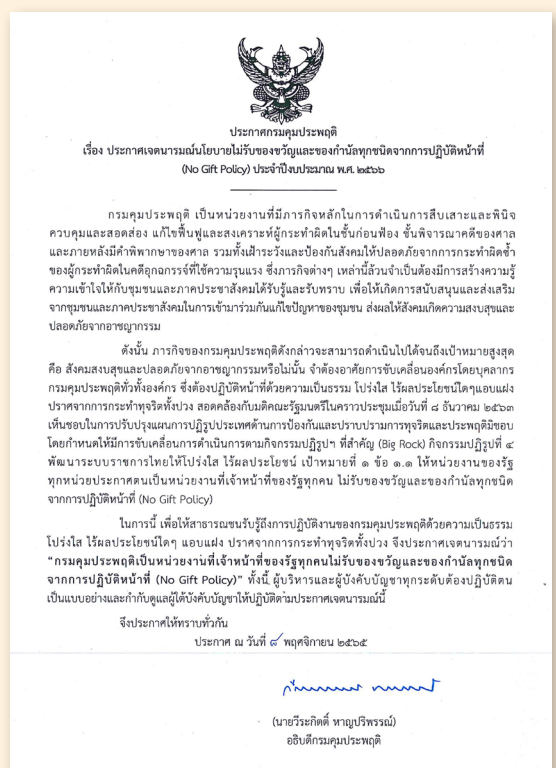 ประกาศกรมคุมประพฤติ
เรื่อง ประกาศเจตนารมณ์นโยบายไม่รับของขวัญและของกำนัลทุกชนิดจากการปฏิบัติหน้าที่
(No Gift Policy) ประจำปีงบประมาณ พ.ศ. ๒๕๖๖
กรมคุมประพฤติ เป็นหน่วยงานที่มีภารกิจหลักในการดำเนินการสืบเสาะและพินิจ
ควบคุมและสอดส่อง แก้ไขฟื้นฟูและสงเคราะห์ผู้กระทำผิดในชั้นก่อนฟ้อง ชั้นพิจารณาคดีของศาล
และภายหลังมีคำพิพากษาของศาล รวมทั้งเฝ้าระวังและป้องกันสังคมให้ปลอดภัยจากการกระทำผิดซ้ำ
ของผู้กระทำผิดในคดีอุกฉกรรจ์ที่ใช้ความรุนแรง ซึ่งภารกิจต่างๆ เหล่านี้ล้วนจำเป็นต้องมีการสร้างความรู้
ความเข้าใจให้กับชุมชนและภาคประชาสังคมได้รับรู้และรับทราบ เพื่อให้เกิดการสนับสนุนและส่งเสริม
จากชุมชนและภาคประชาสังคมในการเข้ามาร่วมกันแก้ไขปัญหาของชุมชน ส่งผลให้สังคมเกิดความสงบสุขและ
ปลอดภัยจากอาชญากรรม
ดังนั้น ภารกิจของกรมคุมประพฤติดังกล่าวจะสามารถดำเนินไปได้จนถึงเป้าหมายสูงสุด
คือ สังคมสงบสุขและปลอดภัยจากอาชญากรรมหรือไม่นั้น จำต้องอาศัยการขับเคลื่อนองค์กรโดยบุคลากร
กรมคุมประพฤติทั่วทั้งองค์กร ซึ่งต้องปฏิบัติหน้าที่ด้วยความเป็นธรรม โปร่งใส ไร้ผลประโยชน์ใดๆแอบแฝง
ปราศจากการกระทำทุจริตทั้งปวง สอดคล้องกับมติคณะรัฐมนตรีในคราวประชุมเมื่อวันที่ ๘ ธันวาคม ๒๕๖๓
เห็นชอบในการปรับปรุงแผนการปฏิรูปประเทศด้านการป้องกันและปราบปรามการทุจริตและประพฤติมิชอบ
โดยกำหนดให้มีการขับเคลื่อนการดำเนินการตามกิจกรรมปฏิรูปฯ ที่สำคัญ (Big Rock) กิจกรรมปฏิรูปที่ ๔
พัฒนาระบบราชการไทยให้โปร่งใส ไร้ผลประโยชน์ เป้าหมายที่ ๑ ข้อ ๑.๑ ให้หน่วยงานของรัฐ
ทุกหน่วยประกาศตนเป็นหน่วยงานที่เจ้าหน้าที่ของรัฐทุกคน ไม่รับของขวัญและของกำนัลทุกชนิด
จากการปฏิบัติหน้าที่ (No Gift Policy)
ในการนี้ เพื่อให้สาธารณชนรับรู้ถึงการปฏิบัติงานของกรมคุมประพฤติด้วยความเป็นธรรม
โปร่งใส ไร้ผลประโยชน์ใดๆ แอบแฝง ปราศจากการกระทำทุจริตทั้งปวง จึงประกาศเจตนารมณ์ว่า
"กรมคุมประพฤติเป็นหน่วยงานที่เจ้าหน้าที่ของรัฐทุกคนไม่รับของขวัญและของกำนัลทุกชนิด
จากการปฏิบัติหน้าที่ (No Gift Policy)" ทั้งนี้ ผู้บริหารและผู้บังคับบัญชาทุกระดับต้องปฏิบัติตน
เป็นแบบอย่างและกำกับดูแลผู้ใต้บังคับบัญชาให้ปฏิบัติตามประกาศเจตนารมณ์นี้
จึงประกาศให้ทราบทั่วกัน
ประกาศ ณ วันที่ ๘ พฤศจิกายน ๒๕๖๕
(นายวีระกิตติ์ หาญปริพรรณ์)
อธิบดีกรมคุมประพฤติ